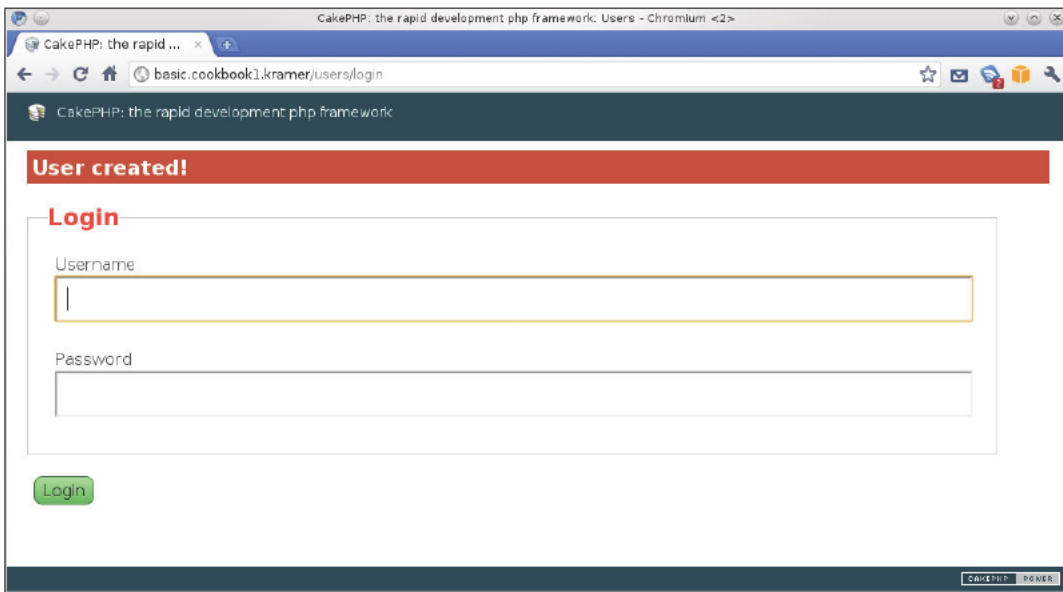 CakePHP: the rapid development php framework: Users - Chromium <2>
CakePHP: the rapid ...
basic.cookbook1.kramer/users/login
CakePHP: the rapid development php framework
User created!
Login
Username
Password
Login
CAKEPHP POWER